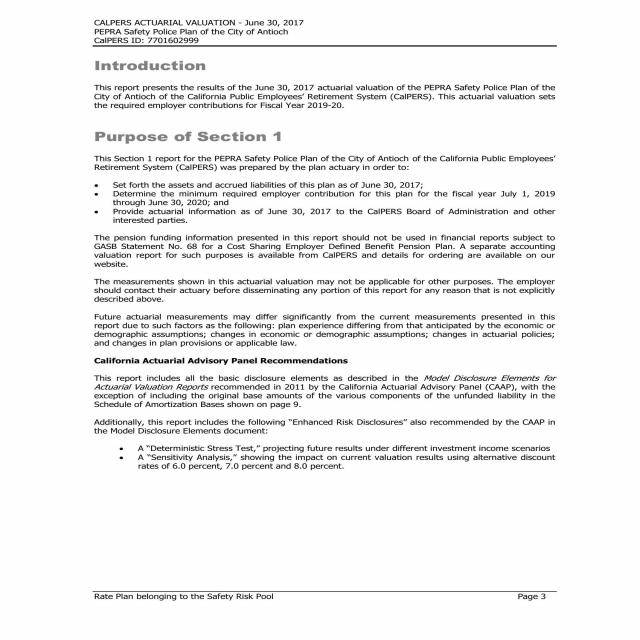 CALPERS ACTUARIAL VALUATION - June 30, 2017
PEPRA Safety Police Plan of the City of Antioch
CalPERS ID: 7701602999
Introduction
This report presents the results of the June 30, 2017 actuarial valuation of the PEPRA Safety Police Plan of the
City of Antioch of the California Public Employees' Retirement System (CalPERS). This actuarial valuation sets
the required employer contributions for Fiscal Year 2019-20.
Purpose of Section 1
This Section 1 report for the PEPRA Safety Police Plan of the City of Antioch of the California Public Employees'
Retirement System (CalPERS) was prepared by the plan actuary in order to:
• Set forth the assets and accrued liabilities of this plan as of June 30, 2017;
• Determine the minimum required employer contribution for this plan for the fiscal year July 1, 2019
through June 30, 2020; and
• Provide actuarial information as of June 30, 2017 to the CalPERS Board of Administration and other
interested parties.
The pension funding information presented in this report should not be used in financial reports subject to
GASB Statement No. 68 for a Cost Sharing Employer Defined Benefit Pension Plan. A separate accounting
valuation report for such purposes is available from CalPERS and details for ordering are available on our
website.
The measurements shown in this actuarial valuation may not be applicable for other purposes. The employer
should contact their actuary before disseminating any portion of this report for any reason that is not explicitly
described above.
Future actuarial measurements may differ significantly from the current measurements presented in this
report due to such factors as the following: plan experience differing from that anticipated by the economic or
demographic assumptions; changes in economic or demographic assumptions; changes in actuarial policies;
and changes in plan provisions or applicable law.
California Actuarial Advisory Panel Recommendations
This report includes all the basic disclosure elements as described in the Model Disclosure Elements for
Actuarial Valuation Reports recommended in 2011 by the California Actuarial Advisory Panel (CAAP), with the
exception of including the original base amounts of the various components of the unfunded liability in the
Schedule of Amortization Bases shown on page 9.
Additionally, this report includes the following "Enhanced Risk Disclosures" also recommended by the CAAP in
the Model Disclosure Elements document:
• A "Deterministic Stress Test," projecting future results under different investment income scenarios
• A "Sensitivity Analysis," showing the impact on current valuation results using alternative discount
rates of 6.0 percent, 7.0 percent and 8.0 percent.
Rate Plan belonging to the Safety Risk Pool Page 3